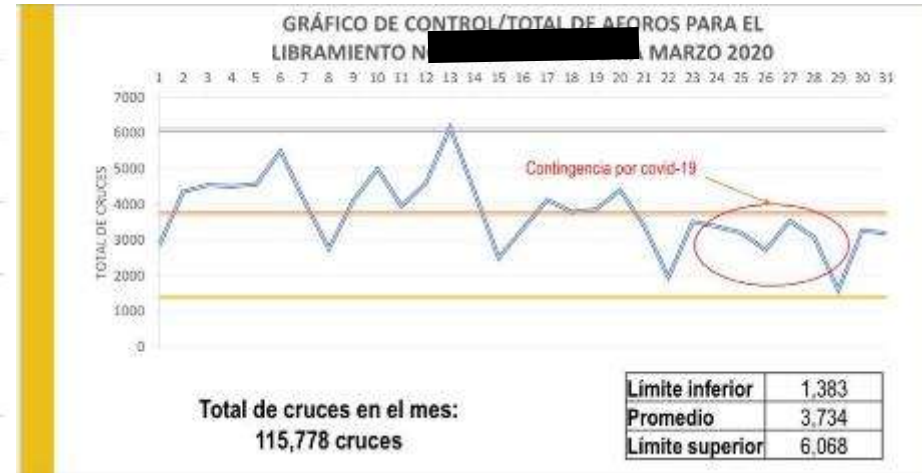 GRÁFICO DE CONTROL/TOTAL DE AFOROS PARA EL
LIBRAMIENTO MARZO 2020
1 2 3 4 5 6 7 8 9 10 11 12 13 14 15 16 17 18 19 20 21 22 23 24 25 26 27 28 29 30 31
7000
6000
5000
4000
3000
2000
1000
0
TOTAL DE CRUCES
Contingencia por covid-19
Total de cruces en el mes:
115,778 cruces
Límite inferior 1,383
Promedio 3,734
Límite superior 6,068